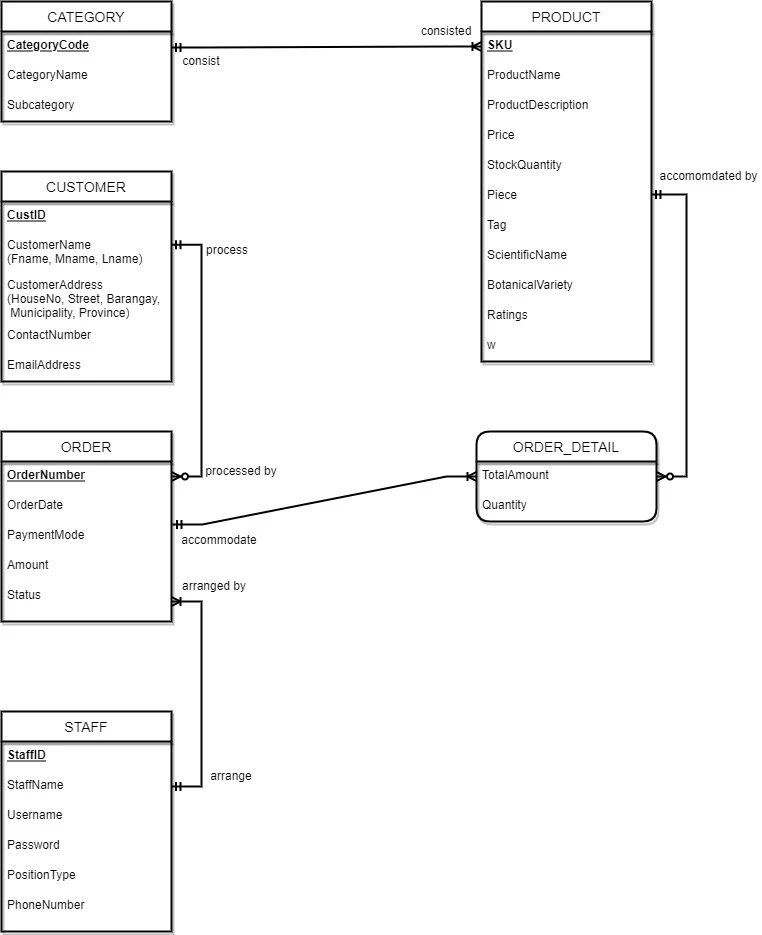 CATEGORY
CategoryCode
CategoryName
Subcategory
consist
consisted
PRODUCT
SKU
ProductName
ProductDescription
Price
StockQuantity
Piece
Tag
ScientificName
BotanicalVariety
Ratings
w
accomomdated by
CUSTOMER
CustID
CustomerName
(Fname, Mname, Lname)
CustomerAddress
(HouseNo, Street, Barangay,
Municipality, Province)
ContactNumber
EmailAddress
process
processed by
ORDER
OrderNumber
OrderDate
PaymentMode
Amount
Status
accommodate
arranged by
ORDER_DETAIL
TotalAmount
Quantity
STAFF
StaffID
StaffName
Username
Password
PositionType
PhoneNumber
arrange